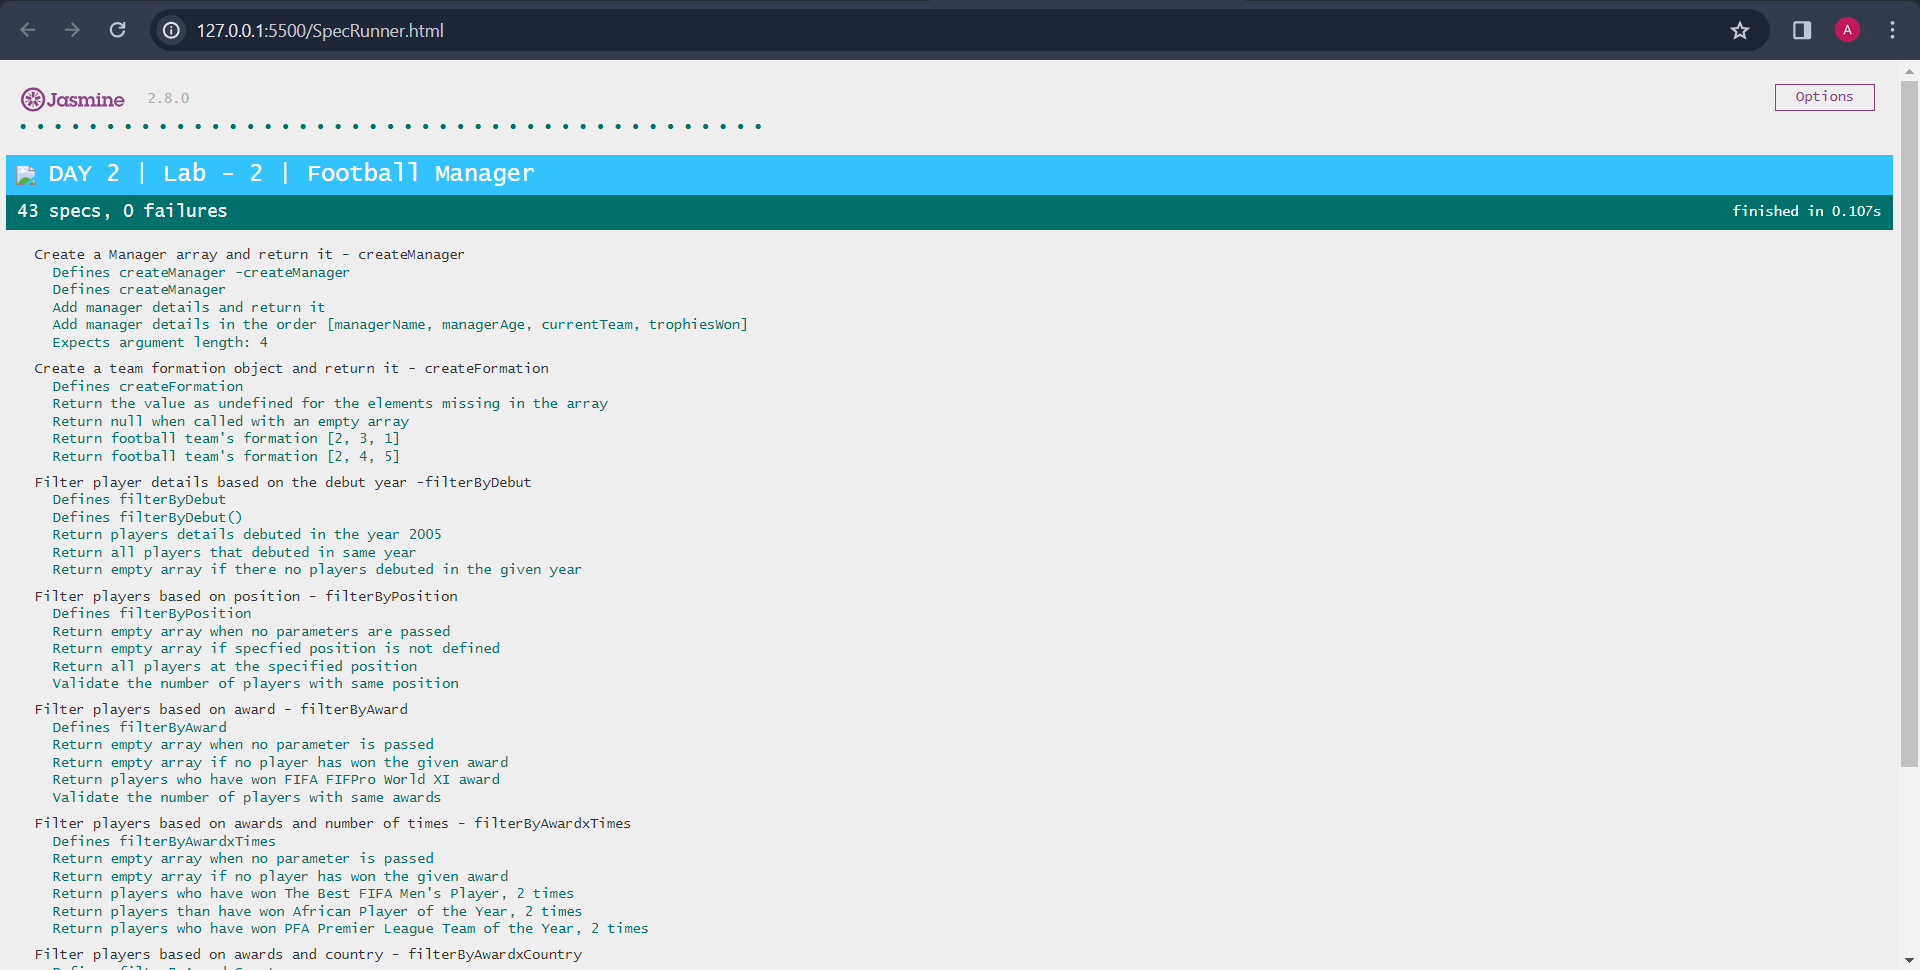 127.0.0.1:5500/SpecRunner.html
A
Jasmine 2.8.0
Options
DAY 2 | Lab - 2 | Football Manager
43 specs, 0 failures
finished in 0.107s
Create a Manager array and return it - createManager
Defines createManager -createManager
Defines createManager
Add manager details and return it
Add manager details in the order [managerName, managerAge, currentTeam, trophiesWon]
Expects argument length: 4
Create a team formation object and return it - createFormation
Defines createFormation
Return the value as undefined for the elements missing in the array
Return null when called with an empty array
Return football team's formation [2, 3, 1]
Return football team's formation [2, 4, 5]
Filter player details based on the debut year -filterByDebut
Defines filterByDebut
Defines filterByDebut()
Return players details debuted in the year 2005
Return all players that debuted in same year
Return empty array if there no players debuted in the given year
Filter players based on position - filterByPosition
Defines filterByPosition
Return empty array when no parameters are passed
Return empty array if specfied position is not defined
Return all players at the specified position
Validate the number of players with same position
Filter players based on award - filterByAward
Defines filterByAward
Return empty array when no parameter is passed
Return empty array if no player has won the given award
Return players who have won FIFA FIFPro World XI award
Validate the number of players with same awards
Filter players based on awards and number of times - filterByAwardxTimes
Defines filterByAwardxTimes
Return empty array when no parameter is passed
Return empty array if no player has won the given award
Return players who have won The Best FIFA Men's Player, 2 times
Return players than have won African Player of the Year, 2 times
Return players who have won PFA Premier League Team of the Year, 2 times
Filter players based on awards and country - filterByAwardxCountry